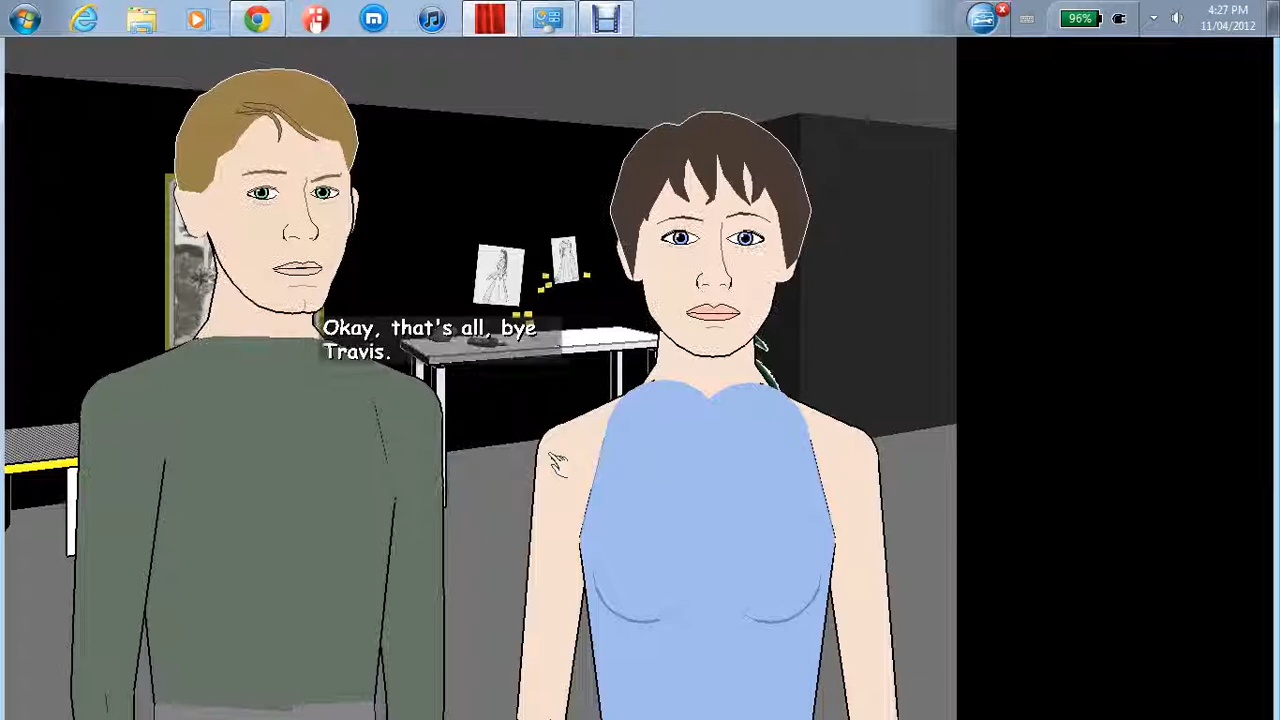 4:27 PM
96%
11/04/2012
Okay, that's all, bye
Travis.